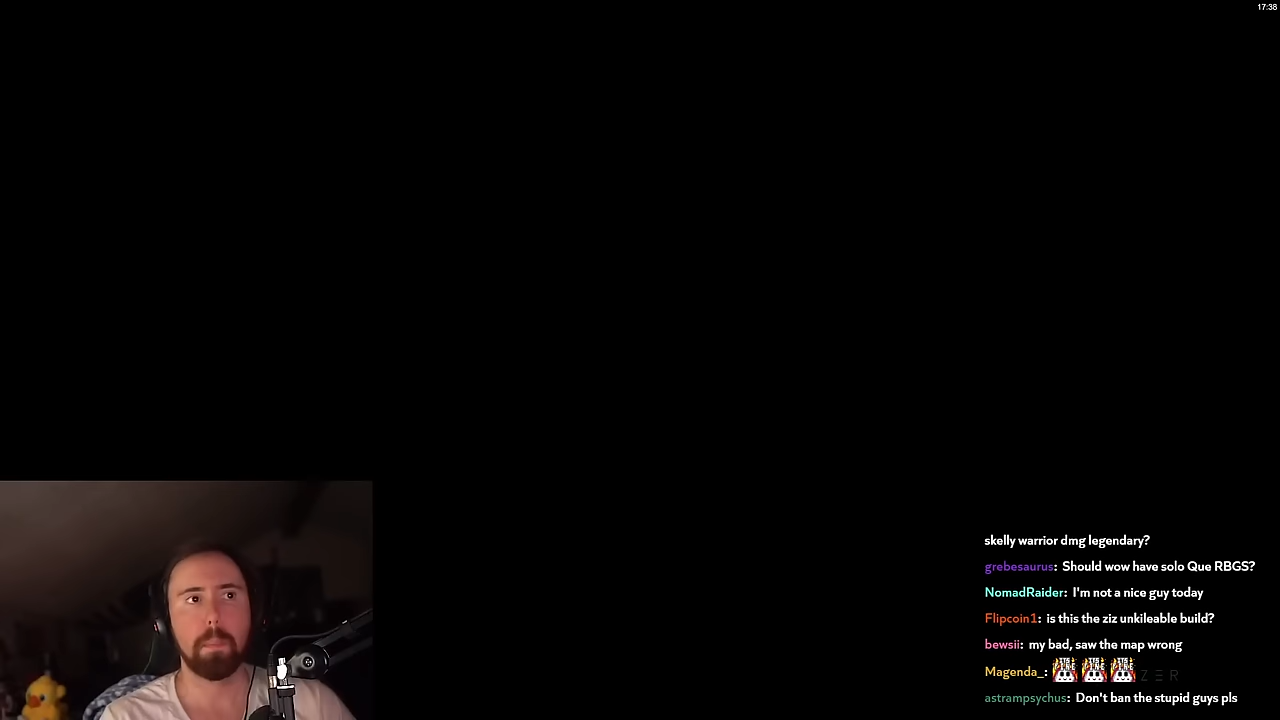 17:38
skelly warrior dmg legendary?
grebesaurus: Should wow have solo Que RBGS?
NomadRaider: I'm not a nice guy today
Flipcoin1: is this the ziz unkileable build?
bewsii: my bad, saw the map wrong
Magenda_: Z E R
astrampsychus: Don't ban the stupid guys pls